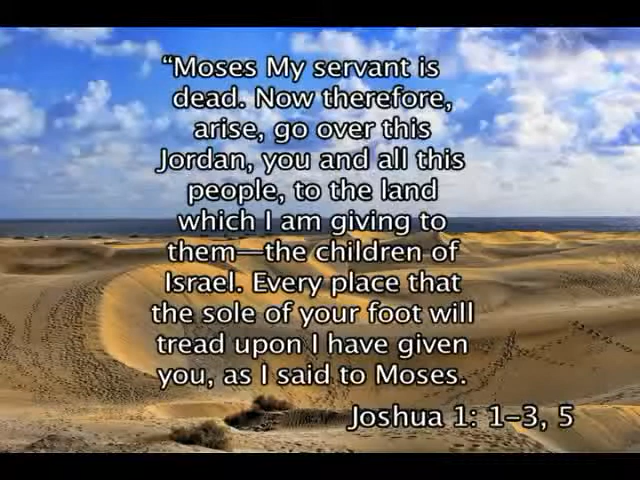 “Moses My servant is
dead. Now therefore,
arise, go over this
Jordan, you and all this
people, to the land
which I am giving to
them—the children of
Israel. Every place that
the sole of your foot will
tread upon I have given
you, as I said to Moses.
Joshua 1: 1-3, 5